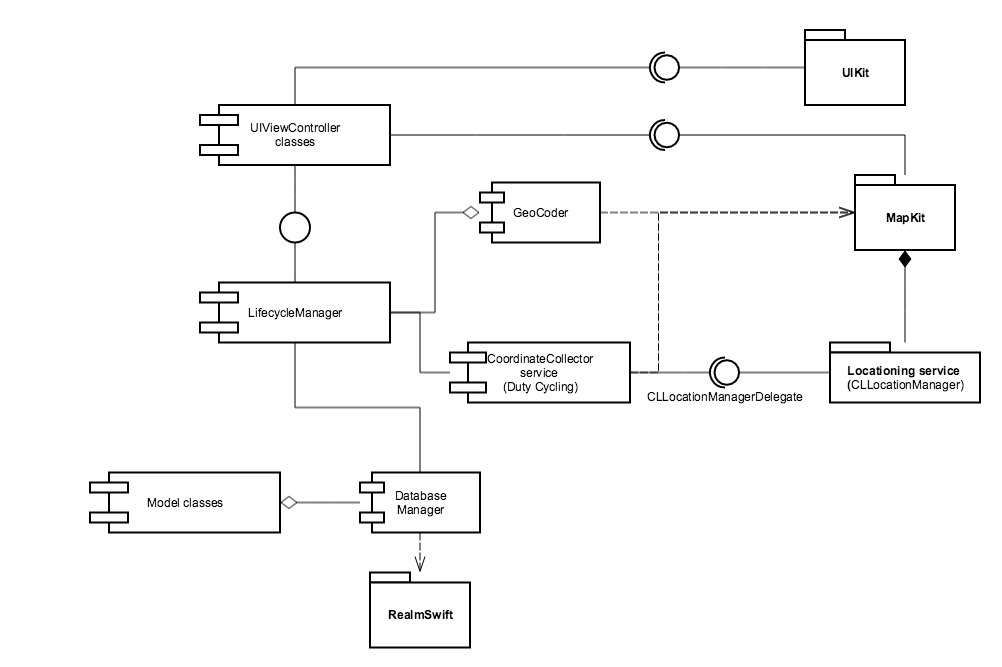 UIKit
UIViewController
classes
GeoCoder
MapKit
LifecycleManager
CoordinateCollector
service
(Duty Cycling)
Locationing service
(CLLocationManager)
CLLocationManagerDelegate
Model classes
Database
Manager
RealmSwift